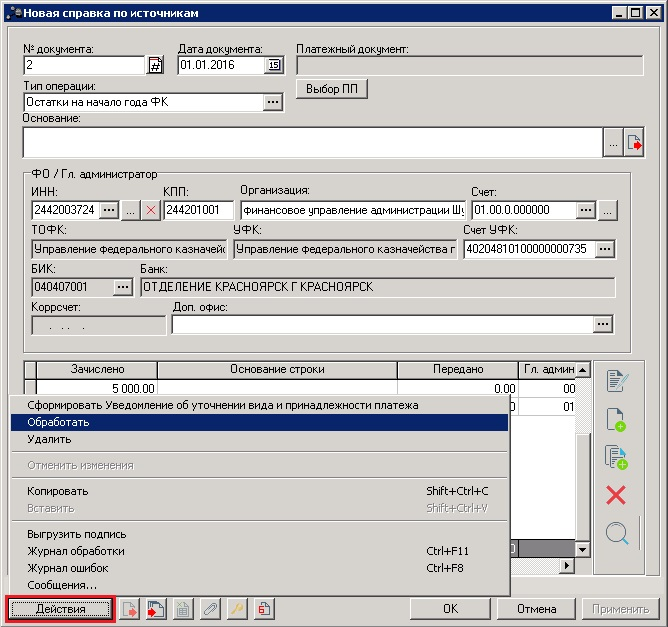 Новая справка по источникам
№ документа: Дата документа: Платежный документ:
2 01.01.2016 15
Тип операции: Выбор ПП
Остатки на начало года ФК ...
Основание:
...
ФО / Гл. администратор
ИНН: КПП: Организация: Счет:
2442003724 ... ... 244201001 финансовое управление администрации Шу 01.00.0.000000 ... ...
ТОФК: УФК: Счет УФК:
Управление Федерального казначейс Управление Федерального казначейства г 40204810100000000735 ...
БИК: Банк:
040407001 ... ОТДЕЛЕНИЕ КРАСНОЯРСК Г КРАСНОЯРСК
Коррсчет: Доп. офис:
. . . ...
Зачислено Основание строки Передано Гл. админ
5 000.00 0.00 00
0 01
Сформировать Уведомление об уточнении вида и принадлежности платежа
Обработать
Удалить
Отменить изменения
Копировать Shift+Ctrl+C
Вставить Shift+Ctrl+V
Выгрузить подпись
Журнал обработки Ctrl+F11
Журнал ошибок Ctrl+F8
Сообщения...
Действия OK Отмена Применить